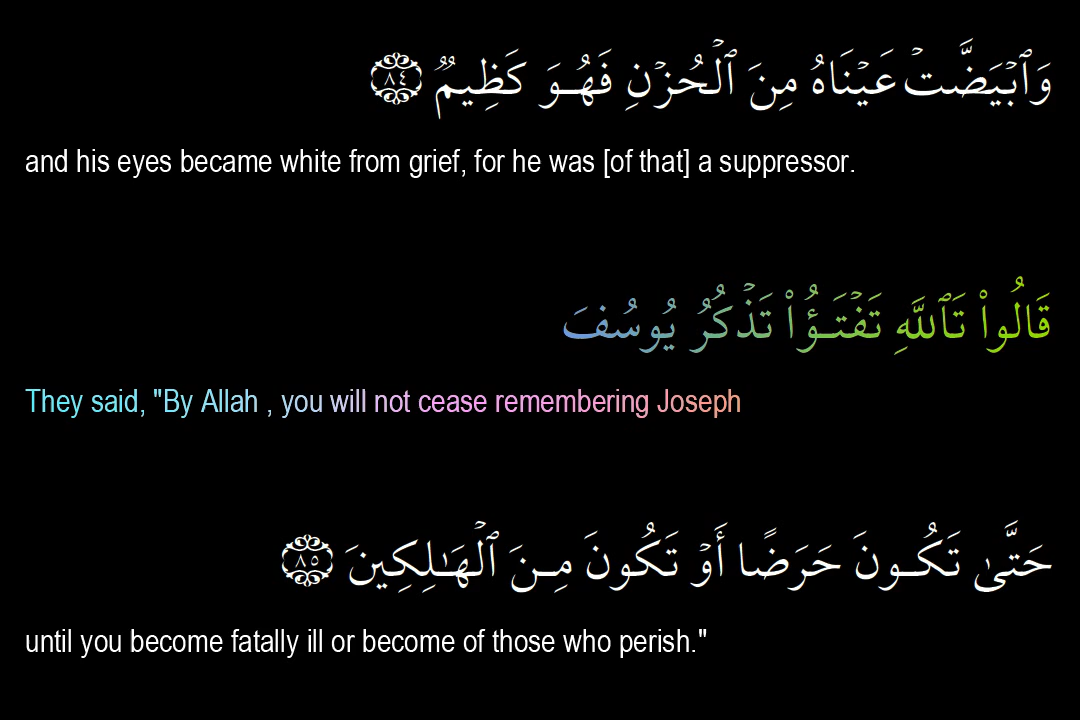 وَٱبْيَضَّتْ عَيْنَاهُ مِنَ ٱلْحُزْنِ فَهُوَ كَظِيمٌ ٨٤
and his eyes became white from grief, for he was [of that] a suppressor.
قَالُوا۟ تَٱللَّهِ تَفْتَؤُا۟ تَذْكُرُ يُوسُفَ
They said, "By Allah , you will not cease remembering Joseph
حَتَّىٰ تَكُونَ حَرَضًا أَوْ تَكُونَ مِنَ ٱلْهَـٰلِكِينَ ٨٥
until you become fatally ill or become of those who perish."